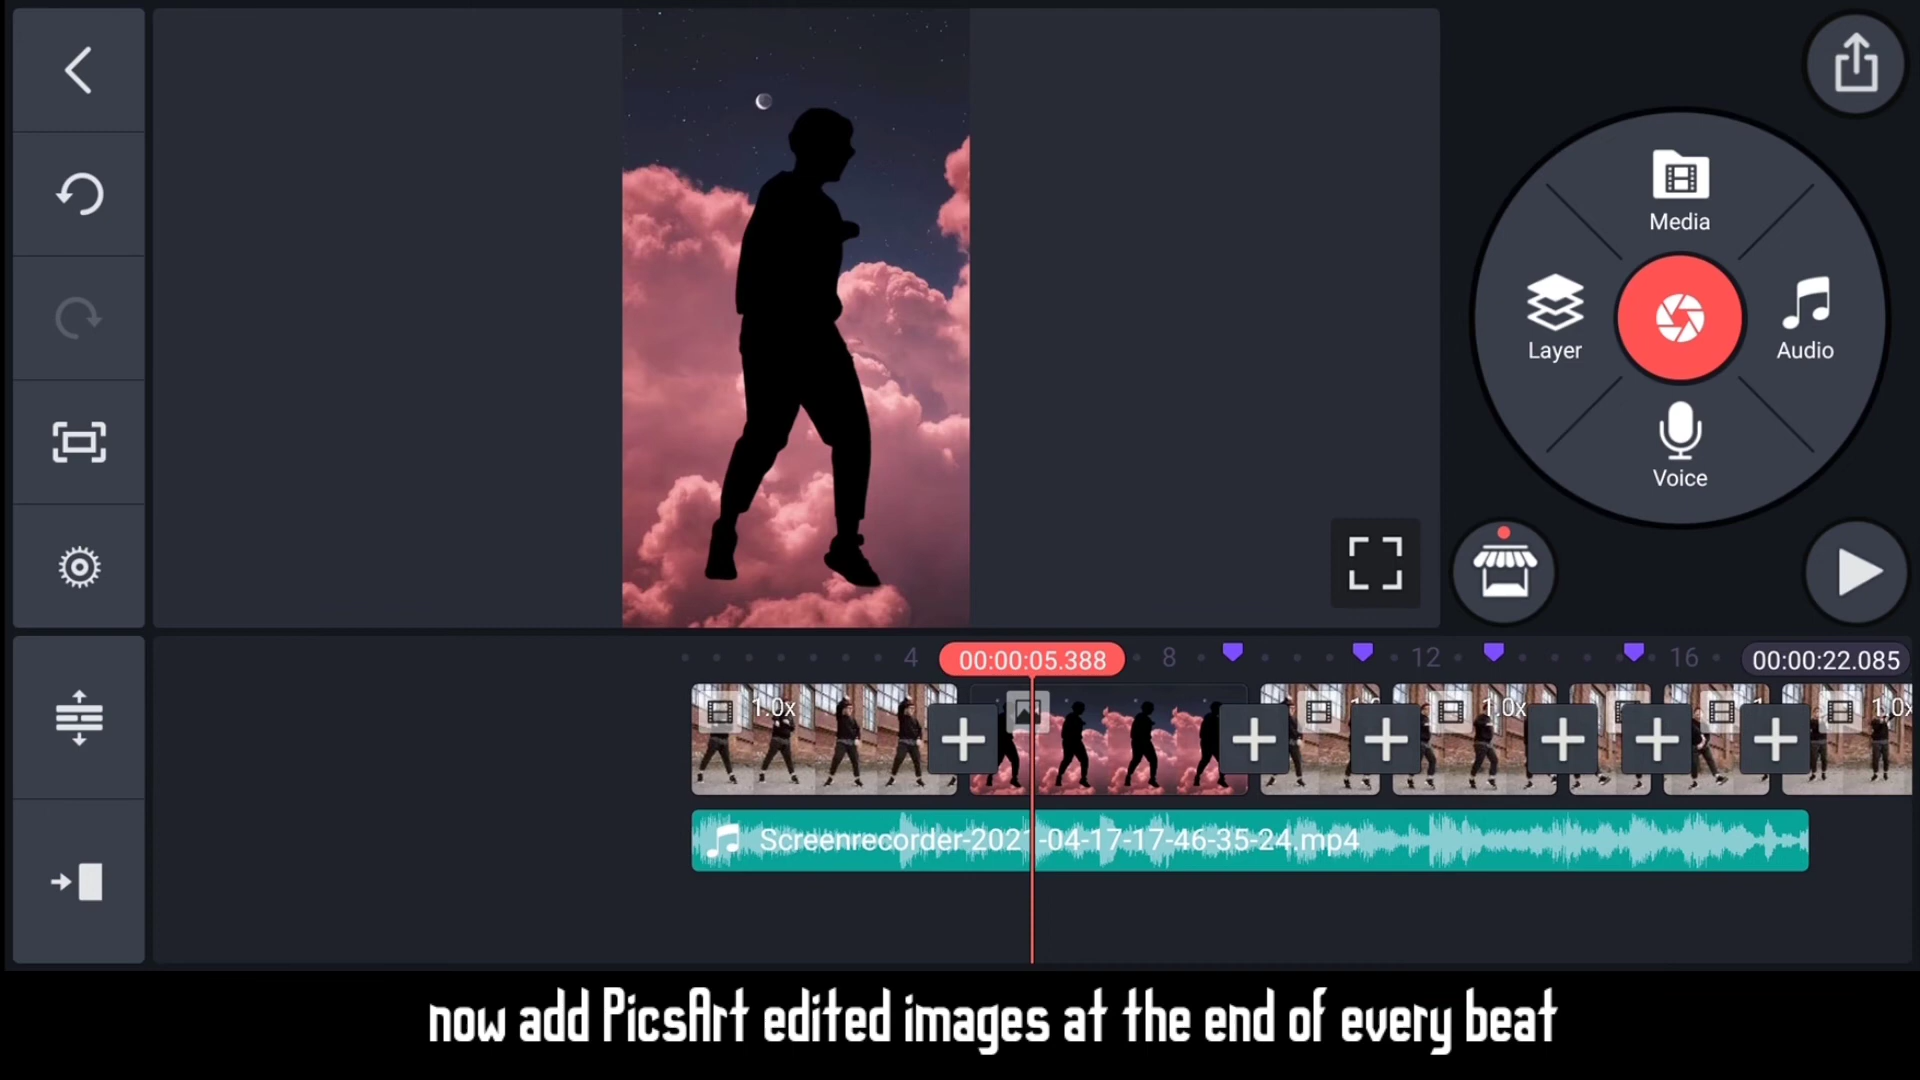 Media
Layer
Audio
Voice
4
00:00:05.388
8
12
16
00:00:22.085
1.0x
1.0x
1.0x
Screenrecorder-2021-04-17-17-46-35-24.mp4
now add PicsArt edited images at the end of every beat